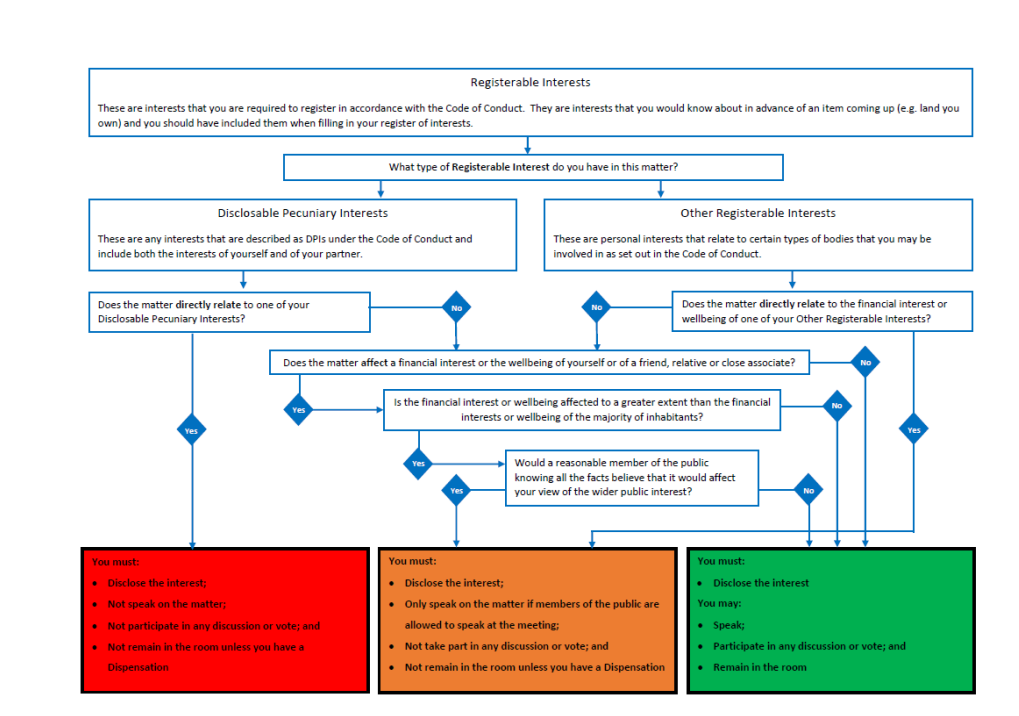 Registerable Interests
These are interests that you are required to register in accordance with the Code of Conduct. They are interests that you would know about in advance of an item coming up (e.g. land you
own) and you should have included them when filling in your register of interests.
What type of Registerable Interest do you have in this matter?
Disclosable Pecuniary Interests
These are any interests that are described as DPIs under the Code of Conduct and
include both the interests of yourself and of your partner.
Other Registerable Interests
These are personal interests that relate to certain types of bodies that you may be
involved in as set out in the Code of Conduct.
Does the matter directly relate to one of your
Disclosable Pecuniary Interests?
No
No
Does the matter directly relate to the financial interest or
wellbeing of one of your Other Registerable Interests?
Does the matter affect a financial interest or the wellbeing of yourself or of a friend, relative or close associate?
No
Yes
Is the financial interest or wellbeing affected to a greater extent than the financial
interests or wellbeing of the majority of inhabitants?
No
Yes
Yes
Yes
Would a reasonable member of the public
knowing all the facts believe that it would affect
your view of the wider public interest?
Yes
No
You must:
• Disclose the interest;
• Not speak on the matter;
• Not participate in any discussion or vote; and
• Not remain in the room unless you have a
Dispensation
You must:
• Disclose the interest;
• Only speak on the matter if members of the public are
allowed to speak at the meeting;
• Not take part in any discussion or vote; and
• Not remain in the room unless you have a Dispensation
You must:
• Disclose the interest
You may:
• Speak;
• Participate in any discussion or vote; and
• Remain in the room